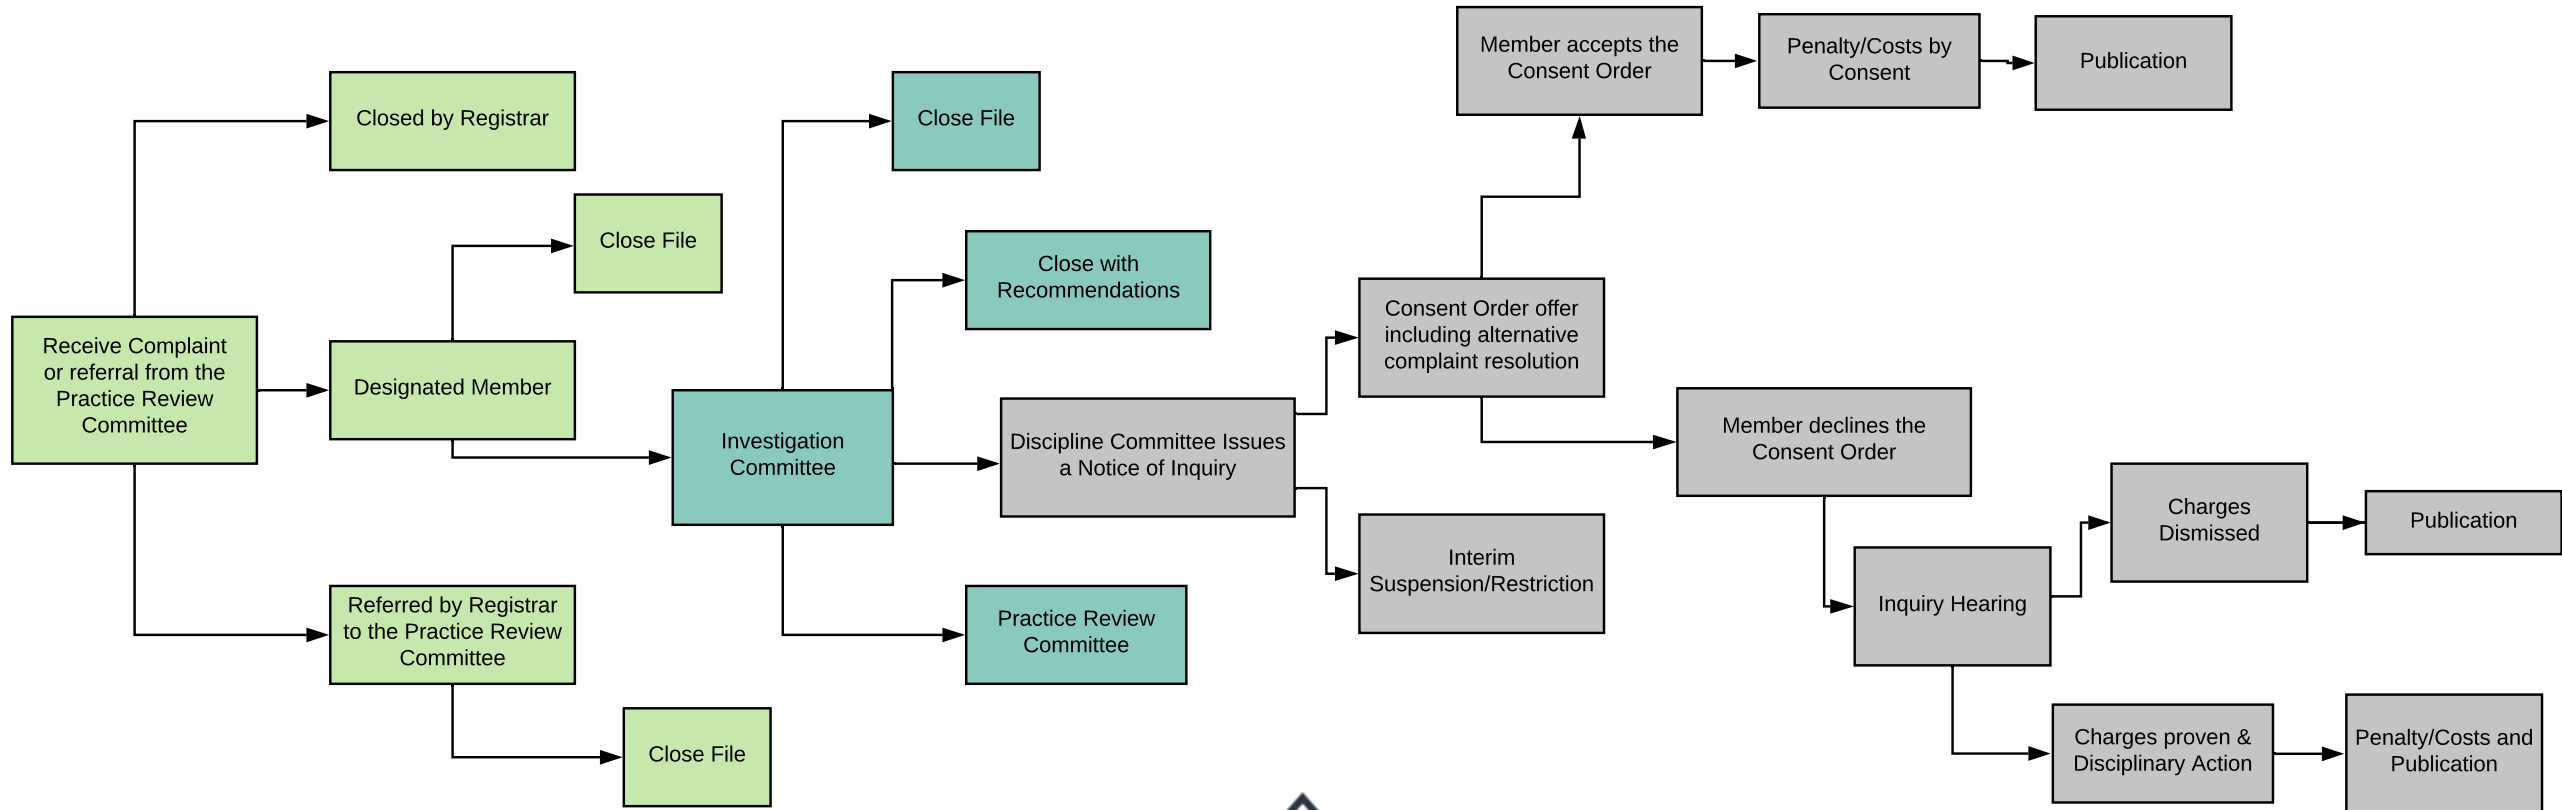 Receive Complaint
or referral from the
Practice Review
Committee
Closed by Registrar
Close File
Designated Member
Referred by Registrar
to the Practice Review
Committee
Close File
Close File
Close with
Recommendations
Investigation
Committee
Practice Review
Committee
Discipline Committee Issues
a Notice of Inquiry
Consent Order offer
including alternative
complaint resolution
Interim
Suspension/Restriction
Member accepts the
Consent Order
Penalty/Costs by
Consent
Publication
Member declines the
Consent Order
Inquiry Hearing
Charges
Dismissed
Publication
Charges proven &
Disciplinary Action
Penalty/Costs and
Publication